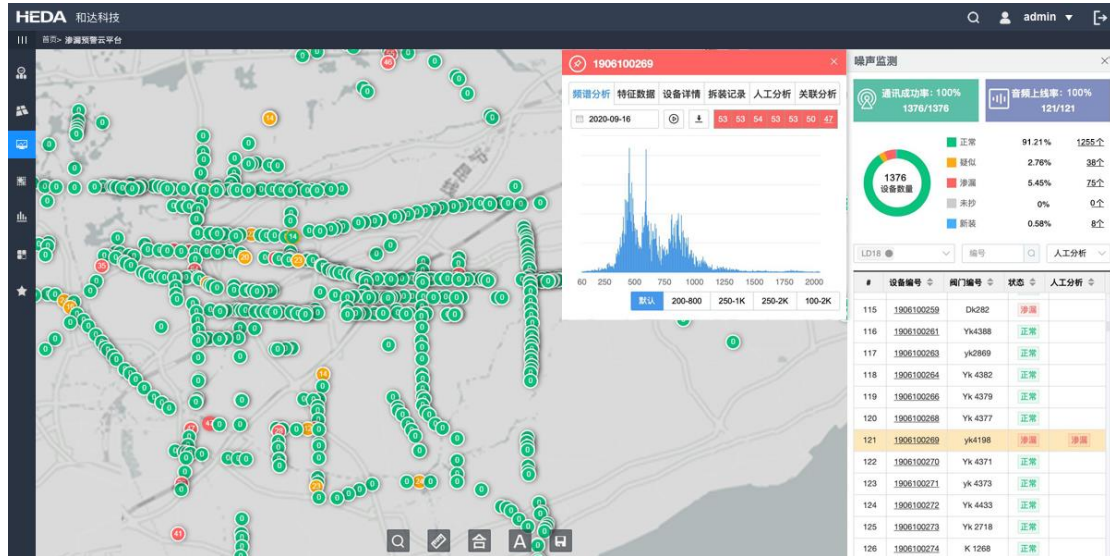 HEDA 和达科技
admin
首页> 渗漏预警云平台
1906100269
频谱分析 特征数据 设备详情 拆装记录 人工分析 关联分析
2020-09-16 53 53 54 53 53 50 47
60 250 500 750 1000 1250 1500 1750 2000
默认 200-800 250-1K 250-2K 100-2K
噪声监测
通讯成功率: 100%
1376/1376
音频上线率: 100%
121/121
1376
设备数量
正常 91.21% 1255个
疑似 2.76% 38个
渗漏 5.45% 75个
未抄 0% 0个
新装 0.58% 8个
LD18 编号 人工分析
# 设备编号 阀门编号 状态 人工分析
115 1906100259 Dk282 渗漏
116 1906100261 Yk4388 正常
117 1906100263 yk2869 正常
118 1906100264 Yk 4382 正常
119 1906100266 Yk 4379 正常
120 1906100268 Yk 4377 正常
121 1906100269 yk4198 渗漏 渗漏
122 1906100270 Yk 4371 正常
123 1906100271 yk 4373 正常
124 1906100272 Yk 4433 正常
125 1906100273 Yk 2718 正常
126 1906100274 K 1268 正常
合 A